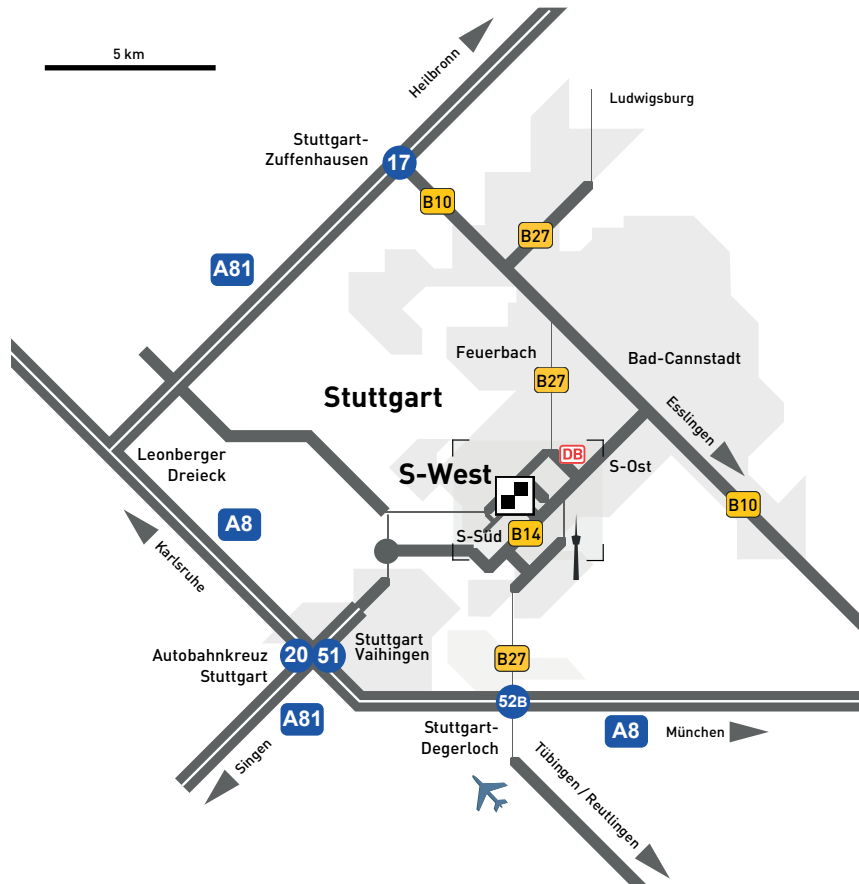 5 km
Heilbronn
Ludwigsburg
Stuttgart-
Zuffenhausen
17
B10
B27
A81
Feuerbach
Bad-Cannstadt
B27
Stuttgart
Esslingen
Leonberger
Dreieck
DB
S-West
S-Ost
B10
A8
S-Süd
B14
Karlsruhe
Autobahnkreuz
Stuttgart
20
51
Stuttgart
Vaihingen
B27
A81
52B
Stuttgart-
Degerloch
A8
München
Singen
Tübingen / Reutlingen